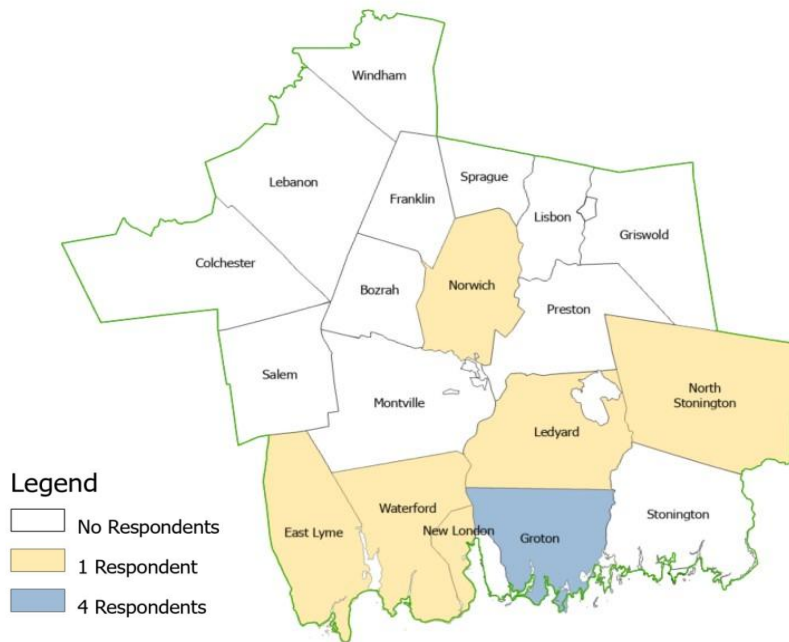 Windham
Lebanon
Franklin
Sprague
Lisbon
Griswold
Colchester
Bozrah
Norwich
Preston
Salem
Montville
North
Stonington
Ledyard
Waterford
East Lyme
New London
Groton
Stonington
Legend
No Respondents
1 Respondent
4 Respondents